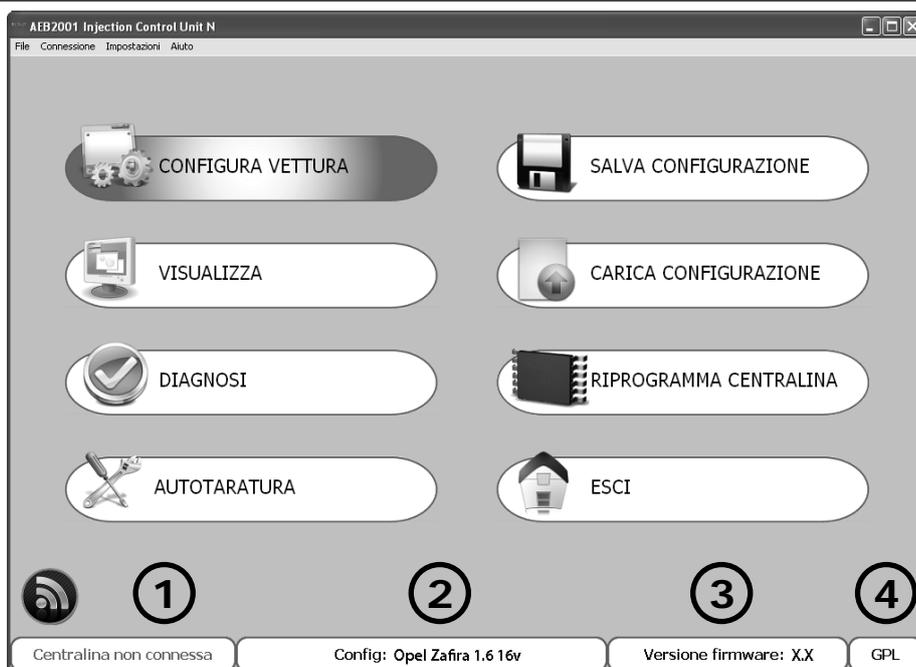 AEB2001 Injection Control Unit N
File Connessione Impostazioni Aiuto
CONFIGURA VETTURA
SALVA CONFIGURAZIONE
VISUALIZZA
CARICA CONFIGURAZIONE
DIAGNOSI
RIPROGRAMMA CENTRALINA
AUTOTARATURA
ESCI
1 2 3 4
Centralina non connessa Config: Opel Zafira 1.6 16v Versione firmware: X.X GPL